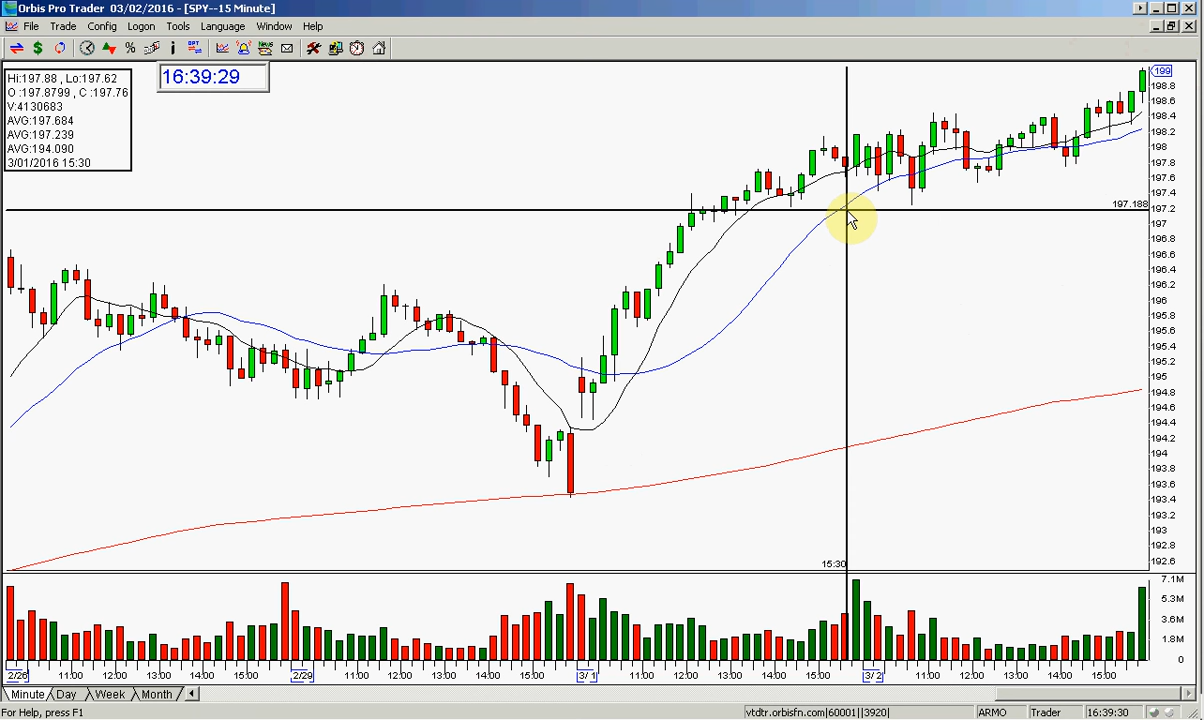 Orbis Pro Trader 03/02/2016 - [SPY--15 Minute]
File Trade Config Logon Tools Language Window Help
16:39:29
Hi:197.88 , Lo:197.62
O :197.8799 , C :197.76
V:4130683
AVG:197.684
AVG:197.239
AVG:194.090
3/01/2016 15:30
199
198.8
198.6
198.4
198.2
198
197.8
197.6
197.4
197.188
197.2
197
196.8
196.6
196.4
196.2
196
195.8
195.6
195.4
195.2
195
194.8
194.6
194.4
194.2
194
193.8
193.6
193.4
193.2
193
192.8
192.6
15:30
7.1M
5.3M
3.6M
1.8M
0
2/26 11:00 12:00 13:00 14:00 15:00 2/29 11:00 12:00 13:00 14:00 15:00 3/ 1 11:00 12:00 13:00 14:00 15:00 3/ 2 11:00 12:00 13:00 14:00 15:00
Minute Day Week Month
For Help, press F1 vtdtr.orbisfn.com|60001||3920| ARMO Trader 16:39:30